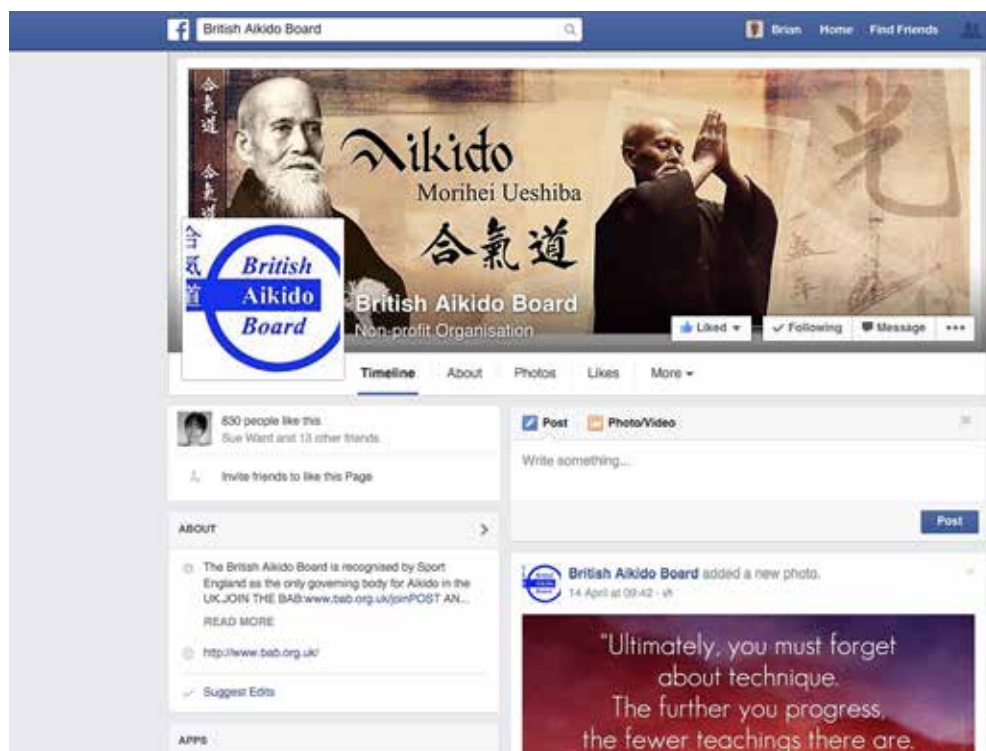 British Aikido Board
Brian Home Find Friends
合氣道 合氣道
Aikido
Morihei Ueshiba
合氣道
合気道
British
Aikido
Board
British Aikido Board
Non-profit Organisation
Liked Following Message
Timeline About Photos Likes More
830 people like this
Sue Want and 13 other friends.
Invite friends to like this Page
ABOUT
The British Aikido Board is recognised by Sport
England as the only governing body for Aikido in the
UK.JOIN THE BAB:www.bab.org.uk/joinPOST AN...
READ MORE
http://www.bab.org.uk/
Suggest Edits
APPS
Post Photo/Video
Write something...
Post
British Aikido Board added a new photo.
14 April at 09:42
"Ultimately, you must forget
about technique.
The further you progress,
the fewer teachings there are